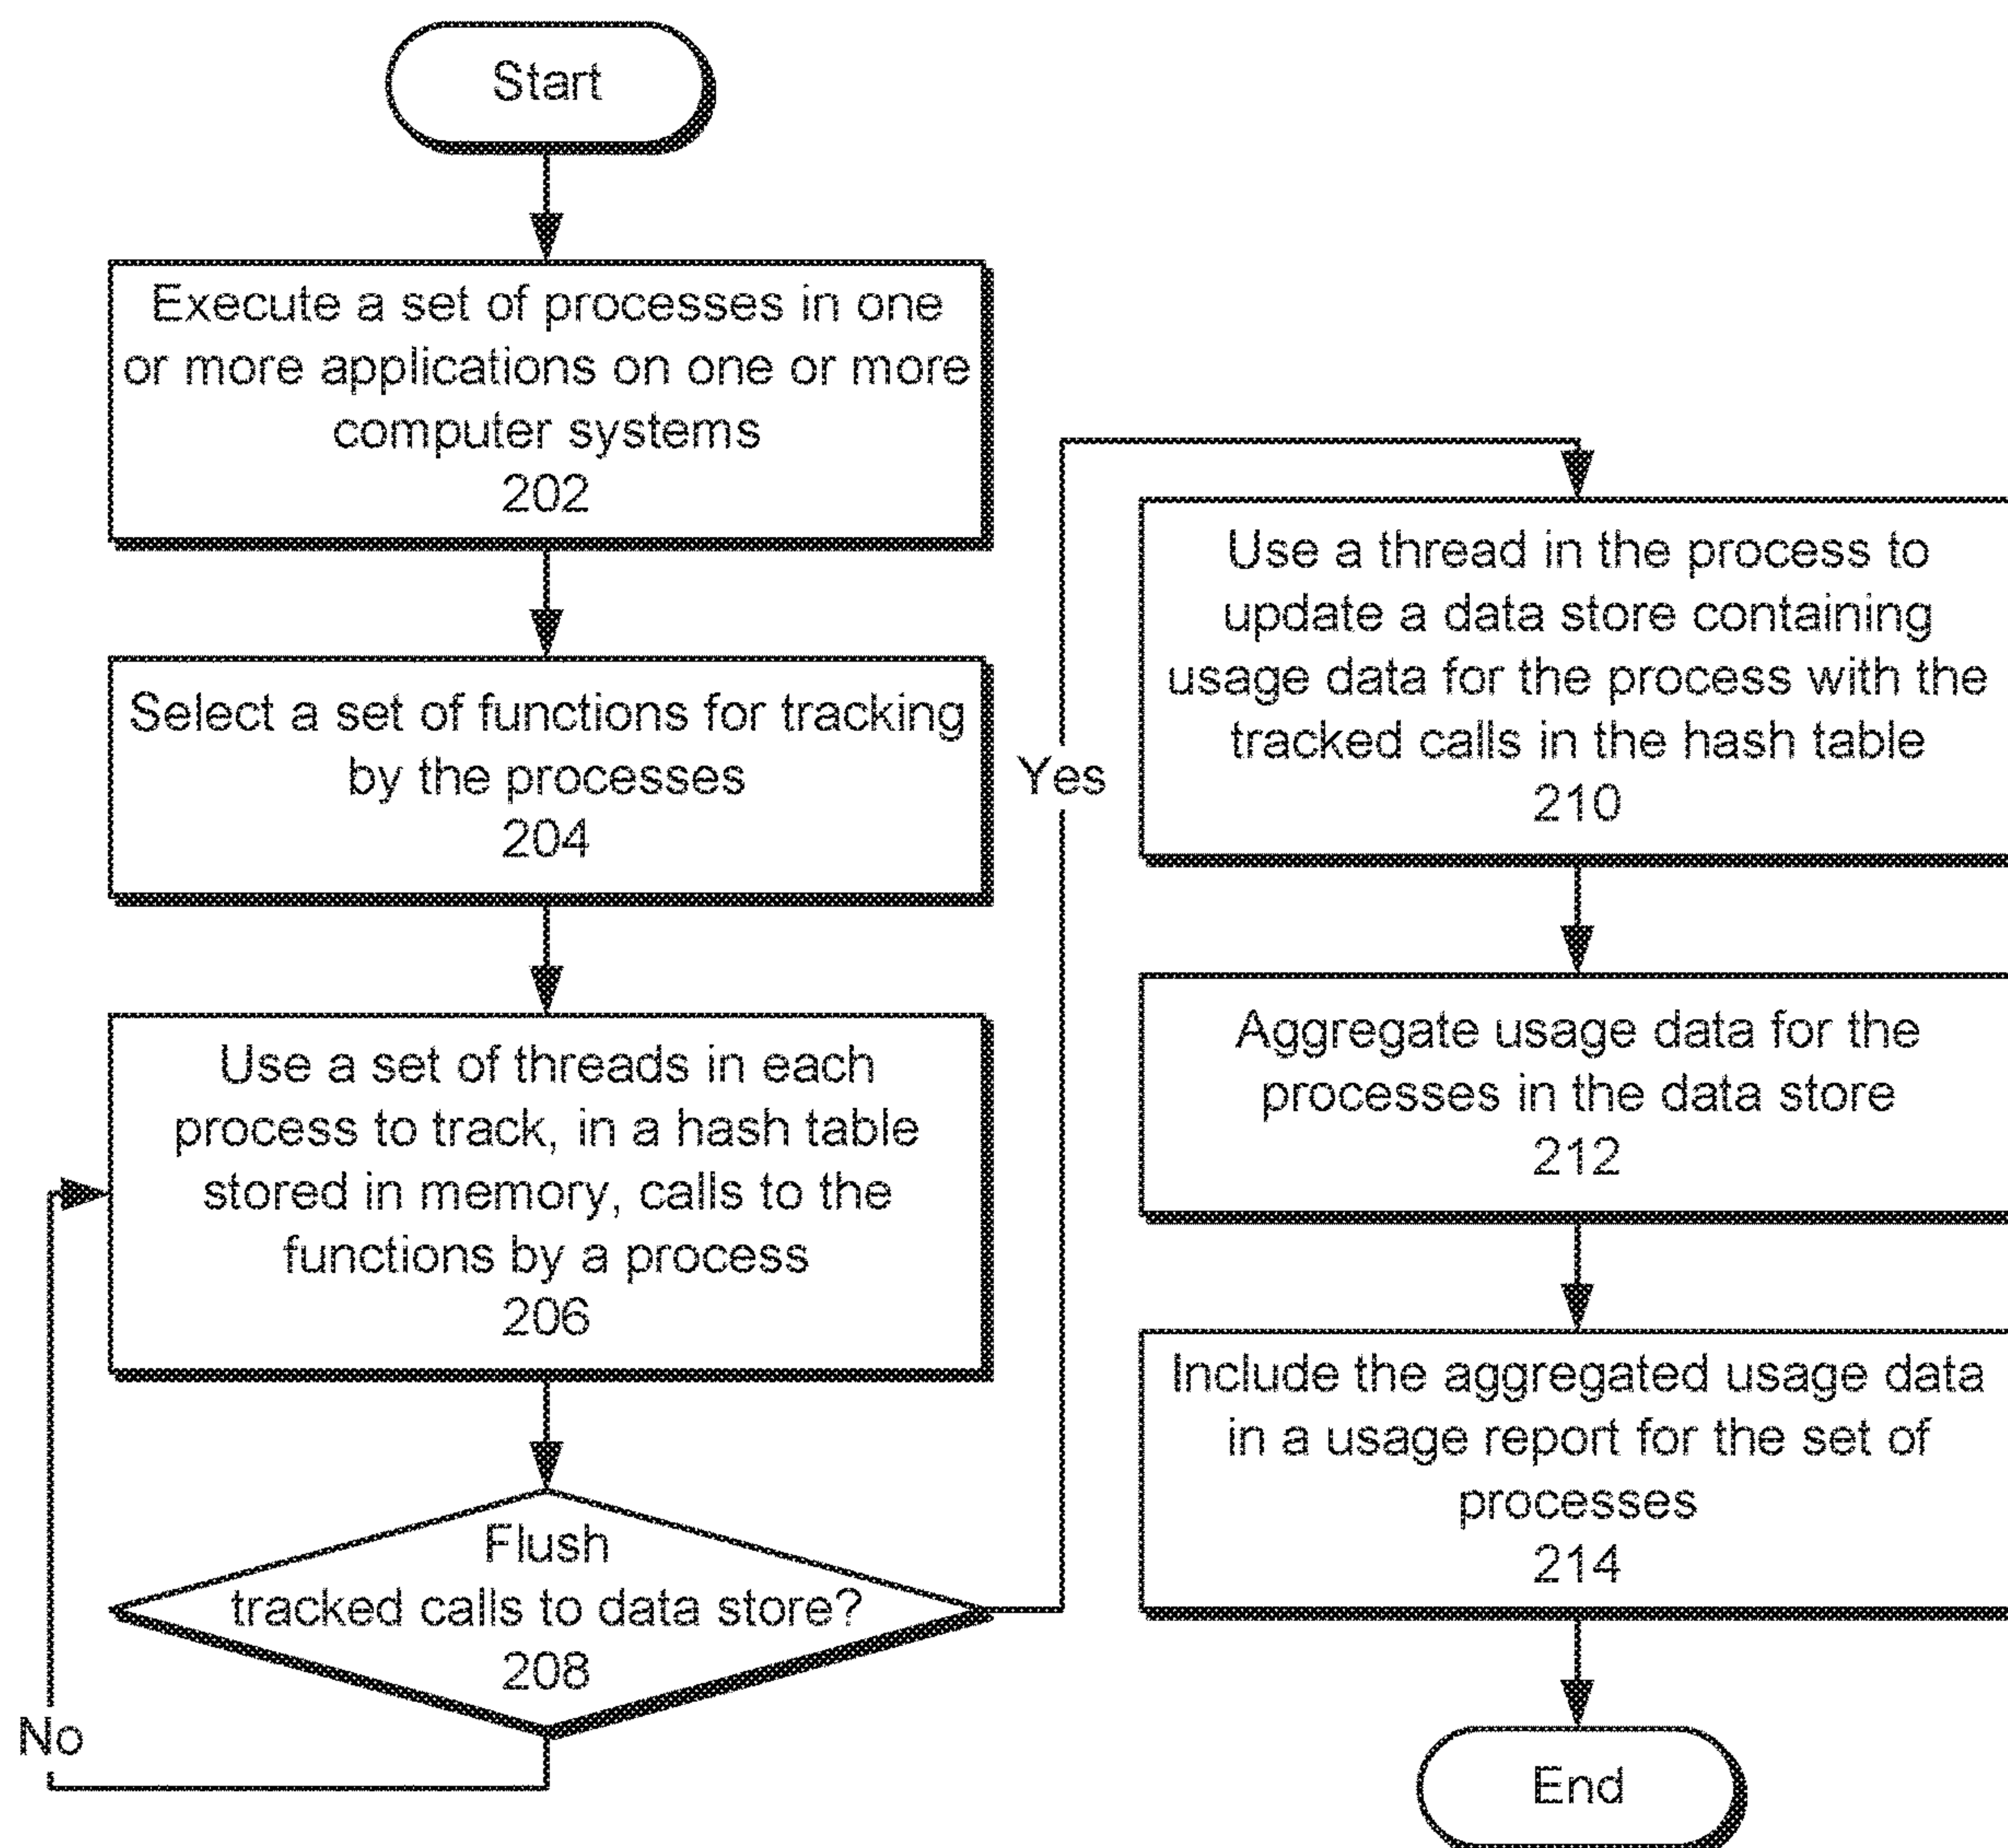 Start
Execute a set of processes in one
or more applications on one or more
computer systems
202
Select a set of functions for tracking
by the processes
204
Use a set of threads in each
process to track, in a hash table
stored in memory, calls to the
functions by a process
206
Flush
tracked calls to data store?
208
No
Yes
Use a thread in the process to
update a data store containing
usage data for the process with the
tracked calls in the hash table
210
Aggregate usage data for the
processes in the data store
212
Include the aggregated usage data
in a usage report for the set of
processes
214
End